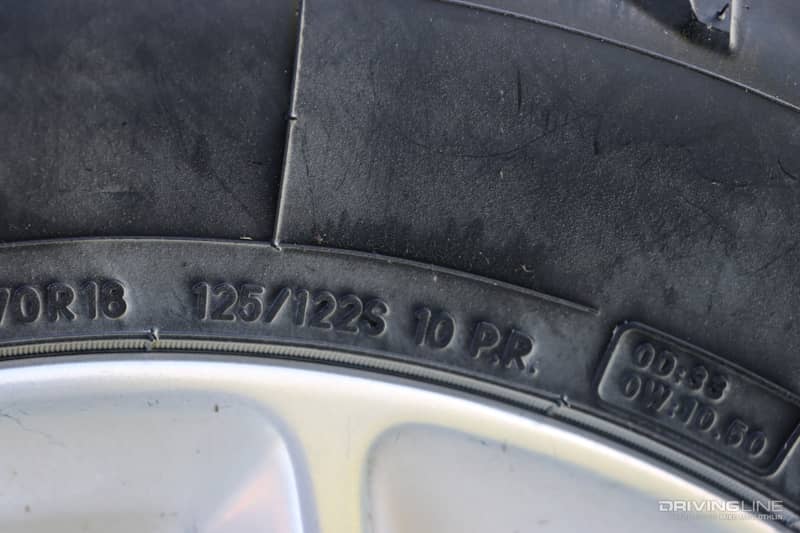 70R18 125/122S 10 P.R.
OD:33
OW:10.50
DRIVINGLINE